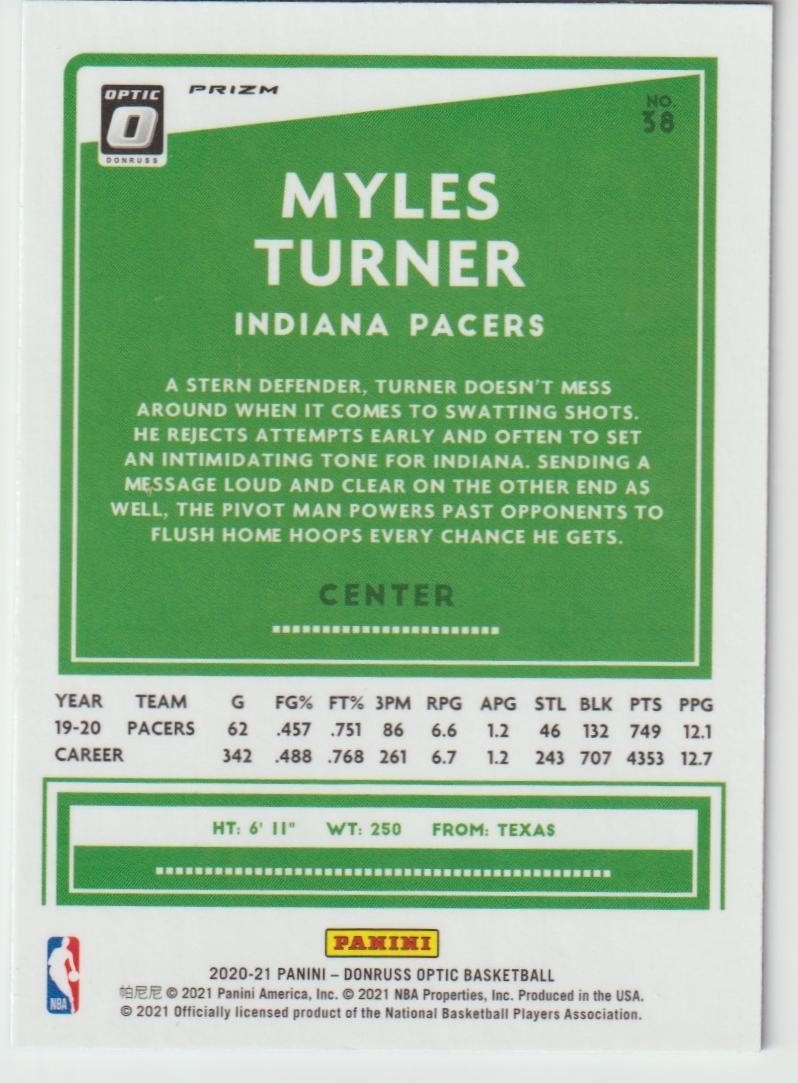 OPTIC
DONRUSS
PRIZM
NO.
38
MYLES
TURNER
INDIANA PACERS
A STERN DEFENDER, TURNER DOESN'T MESS
AROUND WHEN IT COMES TO SWATTING SHOTS.
HE REJECTS ATTEMPTS EARLY AND OFTEN TO SET
AN INTIMIDATING TONE FOR INDIANA. SENDING A
MESSAGE LOUD AND CLEAR ON THE OTHER END AS
WELL, THE PIVOT MAN POWERS PAST OPPONENTS TO
FLUSH HOME HOOPS EVERY CHANCE HE GETS.
CENTER
YEAR TEAM G FG% FT% 3PM RPG APG STL BLK PTS PPG
19-20 PACERS 62 .457 .751 86 6.6 1.2 46 132 749 12.1
CAREER 342 .488 .768 261 6.7 1.2 243 707 4353 12.7
HT: 6' 11" WT: 250 FROM: TEXAS
PANINI
NBA
2020-21 PANINI – DONRUSS OPTIC BASKETBALL
帕尼尼 © 2021 Panini America, Inc. © 2021 NBA Properties, Inc. Produced in the USA.
© 2021 Officially licensed product of the National Basketball Players Association.